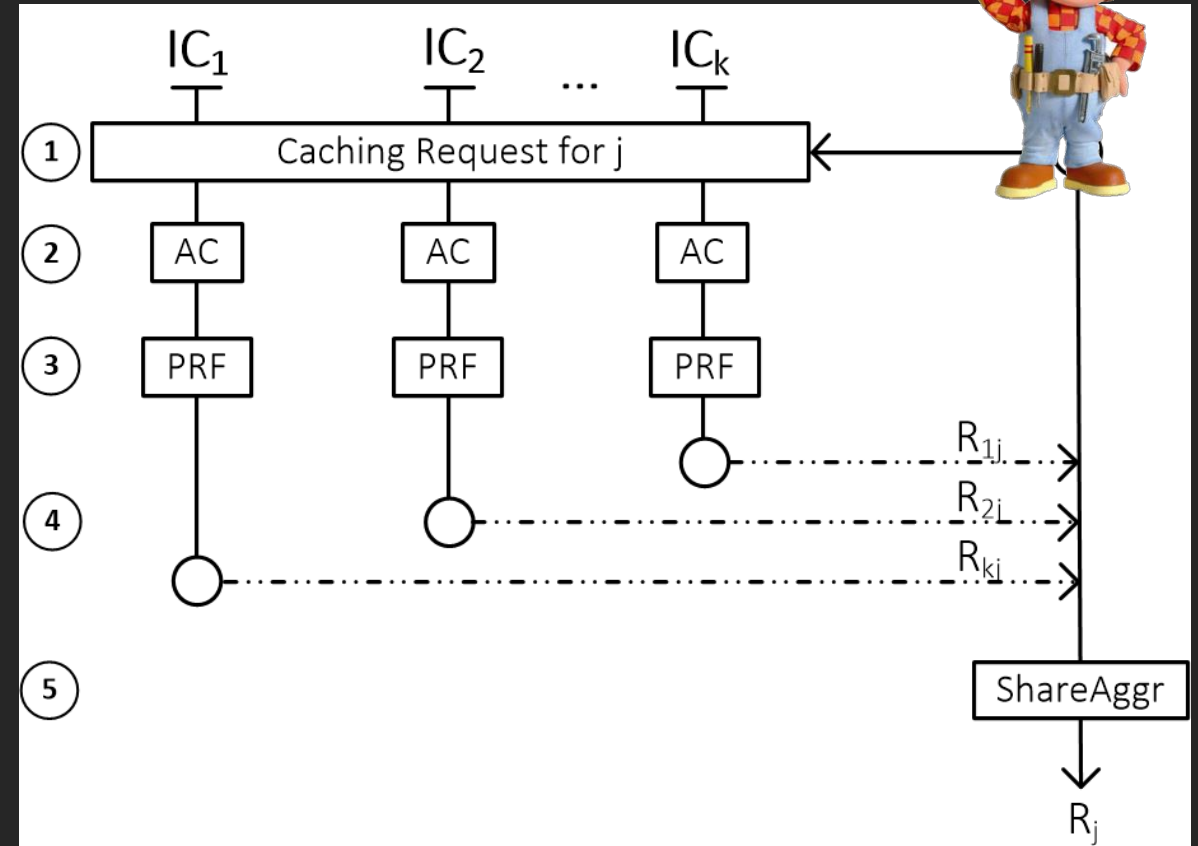 IC1 IC2 ... ICk
1 Caching Request for j
2 AC AC AC
3 PRF PRF PRF
R1j
R2j
4
Rkj
5 ShareAggr
Rj